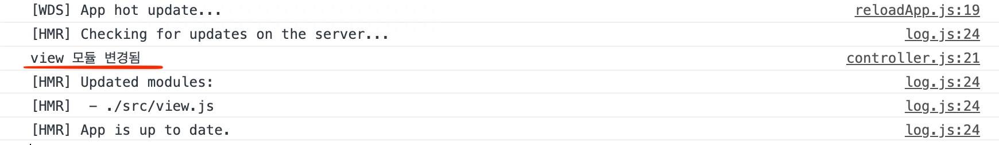 [WDS] App hot update... reloadApp.js:19
[HMR] Checking for updates on the server... log.js:24
view 모듈 변경됨 controller.js:21
[HMR] Updated modules: log.js:24
[HMR]  - ./src/view.js log.js:24
[HMR] App is up to date. log.js:24